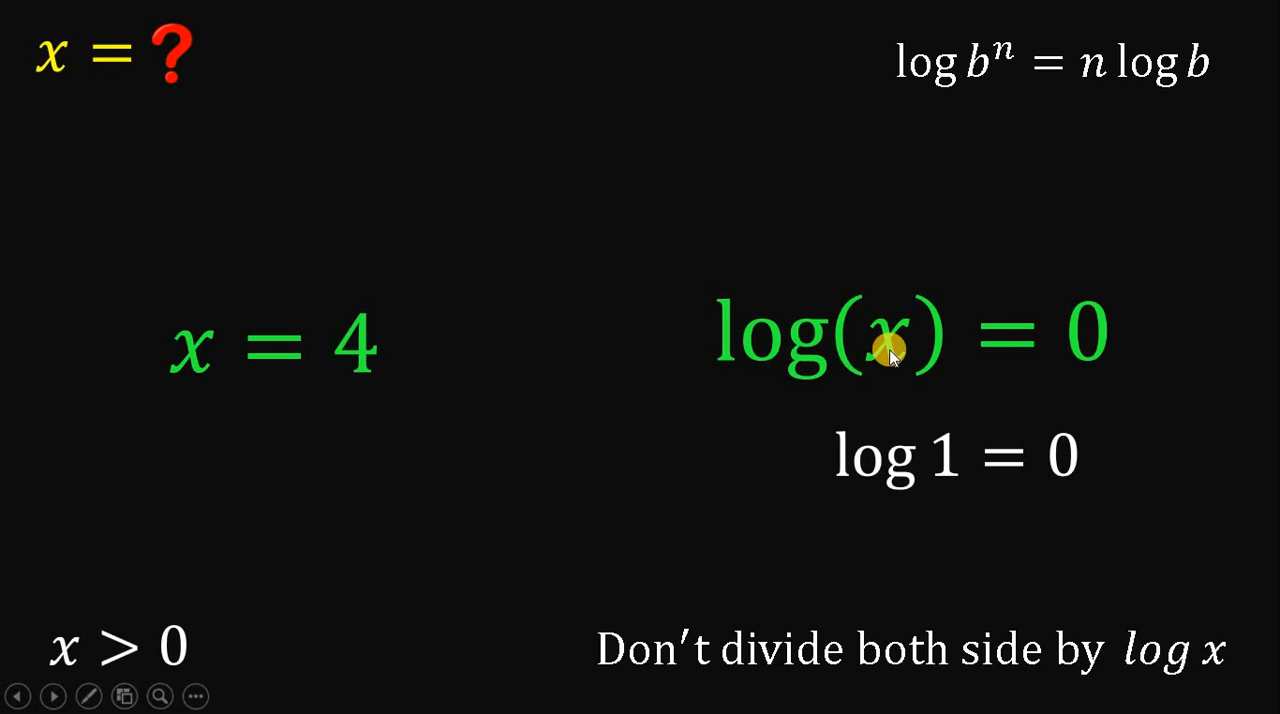 x = ?
log bⁿ = n log b
x = 4
log(x) = 0
log 1 = 0
x > 0
Don't divide both side by log x